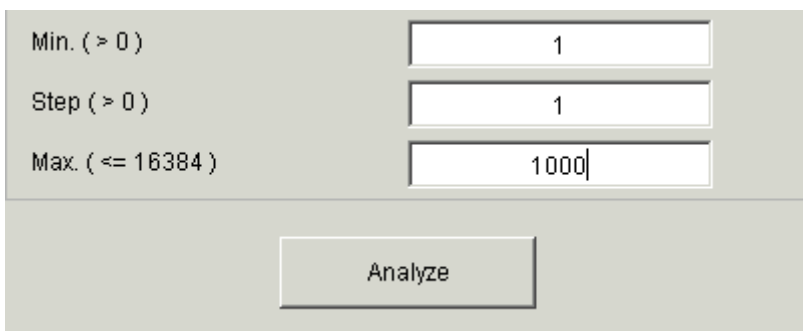 Min. ( > 0 ) 1
Step ( > 0 ) 1
Max. ( <= 16384 ) 1000
Analyze